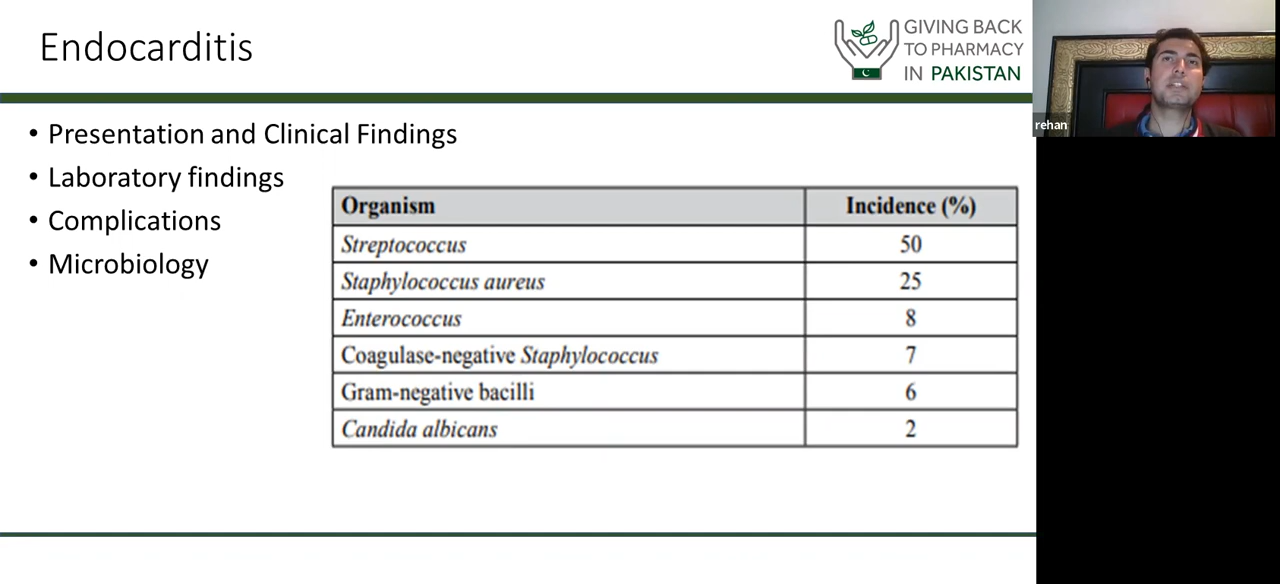 Endocarditis
GIVING BACK
TO PHARMACY
IN PAKISTAN
rehan
• Presentation and Clinical Findings
• Laboratory findings
• Complications
• Microbiology
Organism Incidence (%)
Streptococcus 50
Staphylococcus aureus 25
Enterococcus 8
Coagulase-negative Staphylococcus 7
Gram-negative bacilli 6
Candida albicans 2